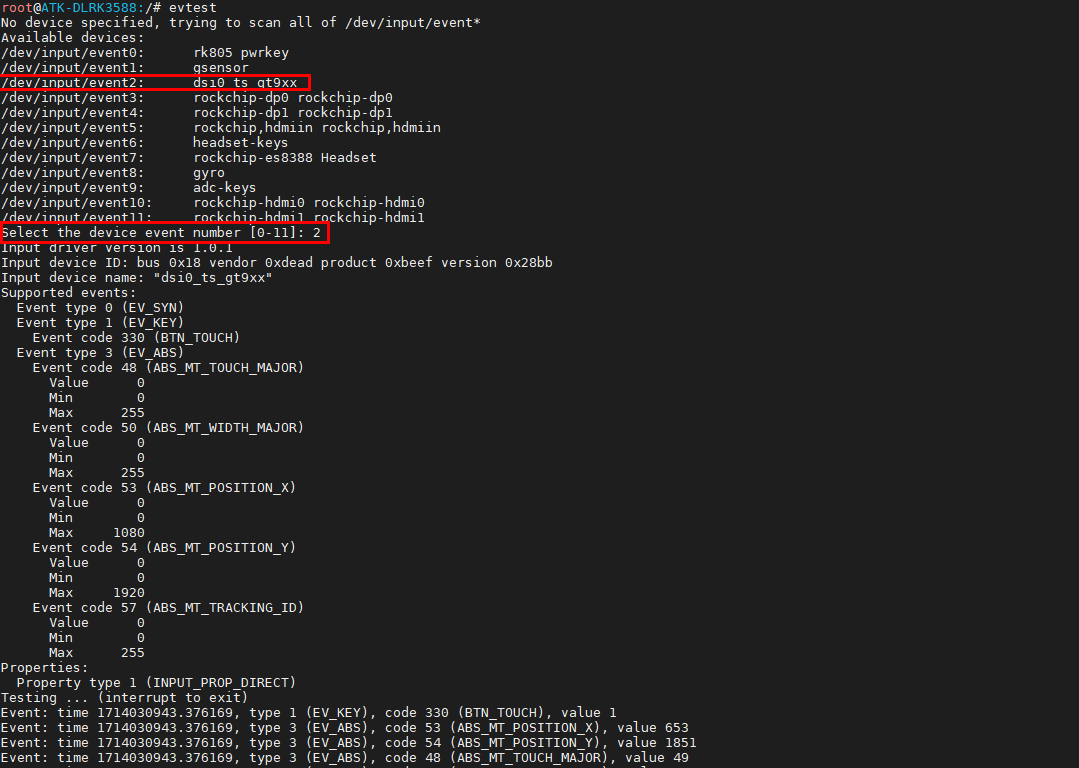 root@ATK-DLRK3588:/# evtest
No device specified, trying to scan all of /dev/input/event*
Available devices:
/dev/input/event0:      rk805 pwrkey
/dev/input/event1:      gsensor
/dev/input/event2:      dsi0_ts_gt9xx
/dev/input/event3:      rockchip-dp0 rockchip-dp0
/dev/input/event4:      rockchip-dp1 rockchip-dp1
/dev/input/event5:      rockchip,hdmiin rockchip,hdmiin
/dev/input/event6:      headset-keys
/dev/input/event7:      rockchip-es8388 Headset
/dev/input/event8:      gyro
/dev/input/event9:      adc-keys
/dev/input/event10:     rockchip-hdmi0 rockchip-hdmi0
/dev/input/event11:     rockchip-hdmi1 rockchip-hdmi1
Select the device event number [0-11]: 2
Input driver version is 1.0.1
Input device ID: bus 0x18 vendor 0xdead product 0xbeef version 0x28bb
Input device name: "dsi0_ts_gt9xx"
Supported events:
  Event type 0 (EV_SYN)
  Event type 1 (EV_KEY)
    Event code 330 (BTN_TOUCH)
  Event type 3 (EV_ABS)
    Event code 48 (ABS_MT_TOUCH_MAJOR)
      Value      0
      Min        0
      Max      255
    Event code 50 (ABS_MT_WIDTH_MAJOR)
      Value      0
      Min        0
      Max      255
    Event code 53 (ABS_MT_POSITION_X)
      Value      0
      Min        0
      Max     1080
    Event code 54 (ABS_MT_POSITION_Y)
      Value      0
      Min        0
      Max     1920
    Event code 57 (ABS_MT_TRACKING_ID)
      Value      0
      Min        0
      Max      255
Properties:
  Property type 1 (INPUT_PROP_DIRECT)
Testing ... (interrupt to exit)
Event: time 1714030943.376169, type 1 (EV_KEY), code 330 (BTN_TOUCH), value 1
Event: time 1714030943.376169, type 3 (EV_ABS), code 53 (ABS_MT_POSITION_X), value 653
Event: time 1714030943.376169, type 3 (EV_ABS), code 54 (ABS_MT_POSITION_Y), value 1851
Event: time 1714030943.376169, type 3 (EV_ABS), code 48 (ABS_MT_TOUCH_MAJOR), value 49